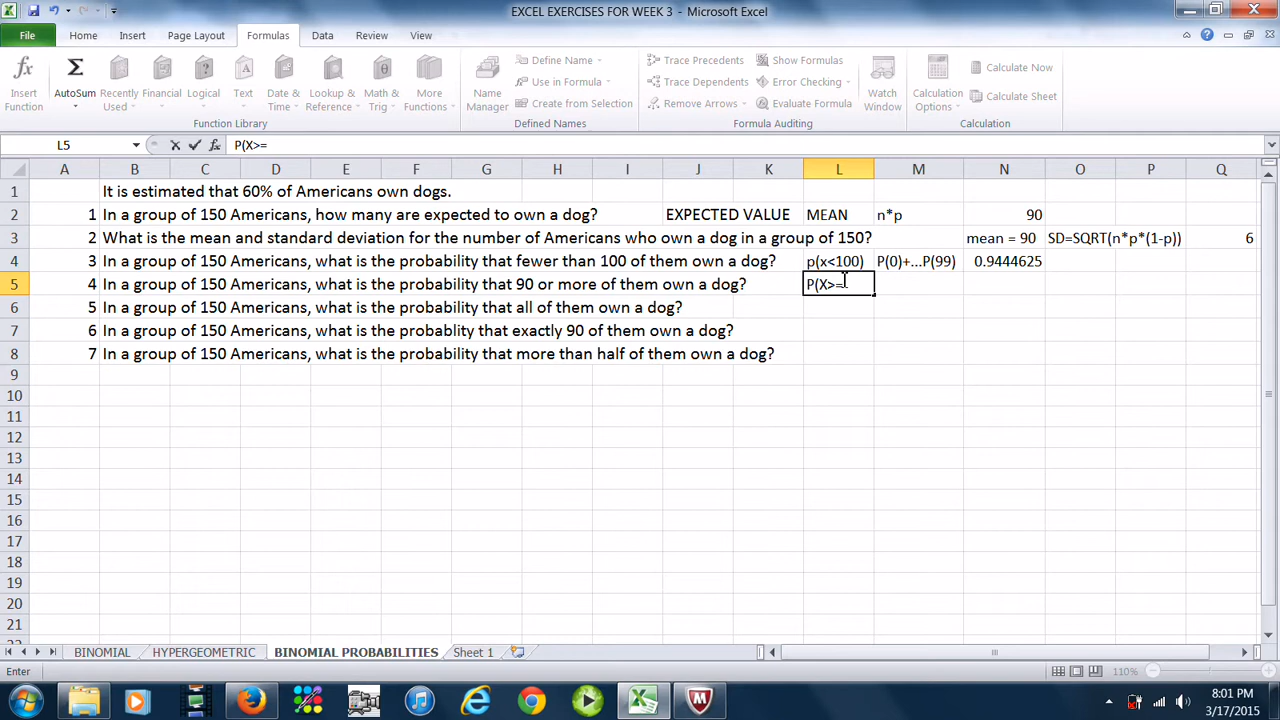 EXCEL EXERCISES FOR WEEK 3 - Microsoft Excel
File Home Insert Page Layout Formulas Data Review View
fx Insert Function
Σ AutoSum
Recently Used
Financial
Logical
A Text
Date & Time
Lookup & Reference
θ Math & Trig
More Functions
Function Library
Name Manager
Define Name
Use in Formula
Create from Selection
Defined Names
Trace Precedents
Trace Dependents
Remove Arrows
Show Formulas
Error Checking
Evaluate Formula
Formula Auditing
Watch Window
Calculation Options
Calculate Now
Calculate Sheet
Calculation
L5 fx P(X>=
A B C D E F G H I J K L M N O P Q
1 It is estimated that 60% of Americans own dogs.
2 1 In a group of 150 Americans, how many are expected to own a dog? EXPECTED VALUE MEAN n*p 90
3 2 What is the mean and standard deviation for the number of Americans who own a dog in a group of 150? mean = 90 SD=SQRT(n*p*(1-p)) 6
4 3 In a group of 150 Americans, what is the probability that fewer than 100 of them own a dog? p(x<100) P(0)+...P(99) 0.9444625
5 4 In a group of 150 Americans, what is the probability that 90 or more of them own a dog? P(X>=
6 5 In a group of 150 Americans, what is the probability that all of them own a dog?
7 6 In a group of 150 Americans, what is the probablity that exactly 90 of them own a dog?
8 7 In a group of 150 Americans, what is the probability that more than half of them own a dog?
9
10
11
12
13
14
15
16
17
18
19
20
21
BINOMIAL HYPERGEOMETRIC BINOMIAL PROBABILITIES Sheet 1
Enter 110%
8:01 PM
3/17/2015